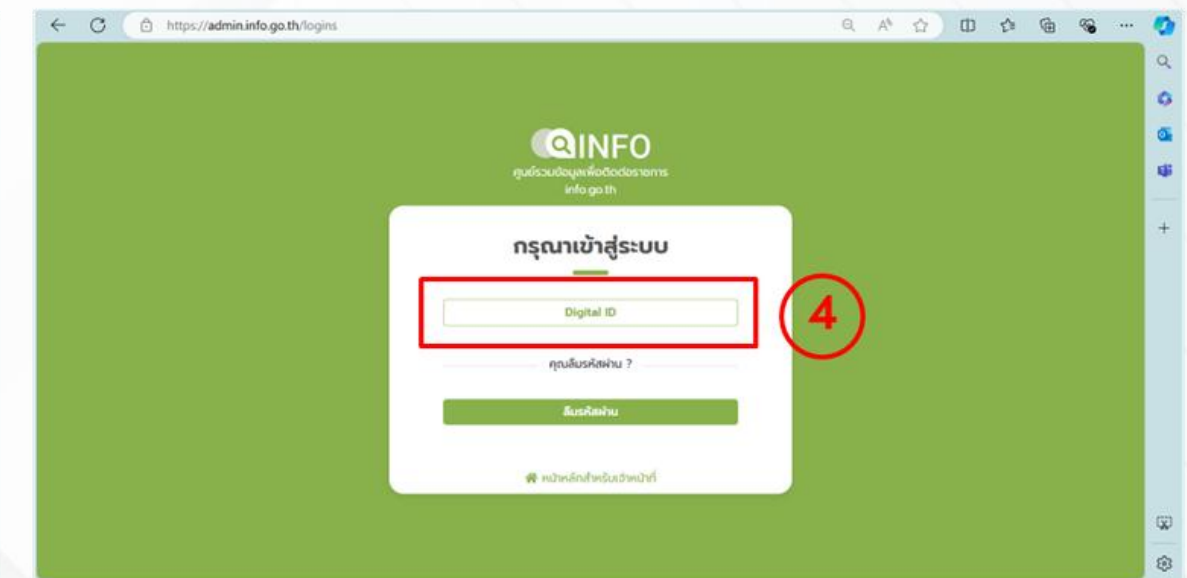 https://admin.info.go.th/logins
INFO
ศูนย์รวมข้อมูลเพื่อติดต่อราชการ
info.go.th
กรุณาเข้าสู่ระบบ
Digital ID
4
คุณลืมรหัสผ่าน ?
ลืมรหัสผ่าน
หน้าหลักสำหรับเจ้าหน้าที่